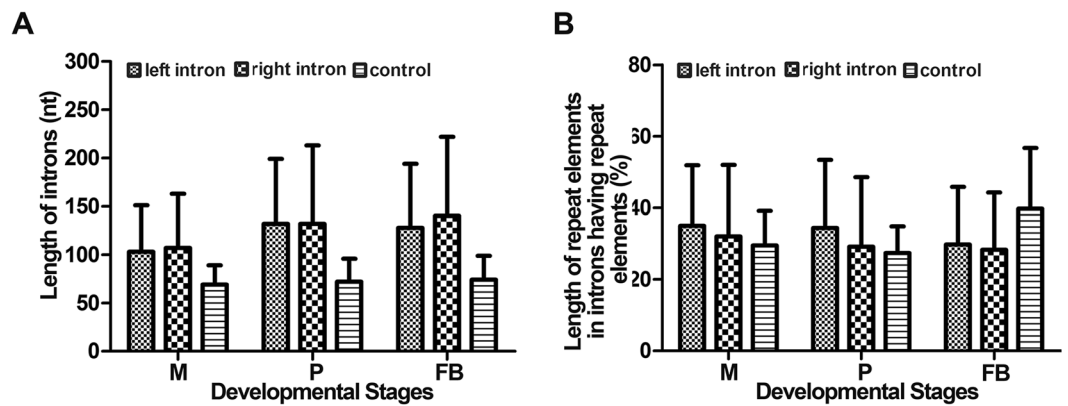 A
Length of introns (nt)
300
250
200
150
100
50
0
left intron right intron control
M P FB
Developmental Stages
B
Length of repeat elements
in introns having repeat
elements (%)
80
60
40
20
0
left intron right intron control
M P FB
Developmental Stages